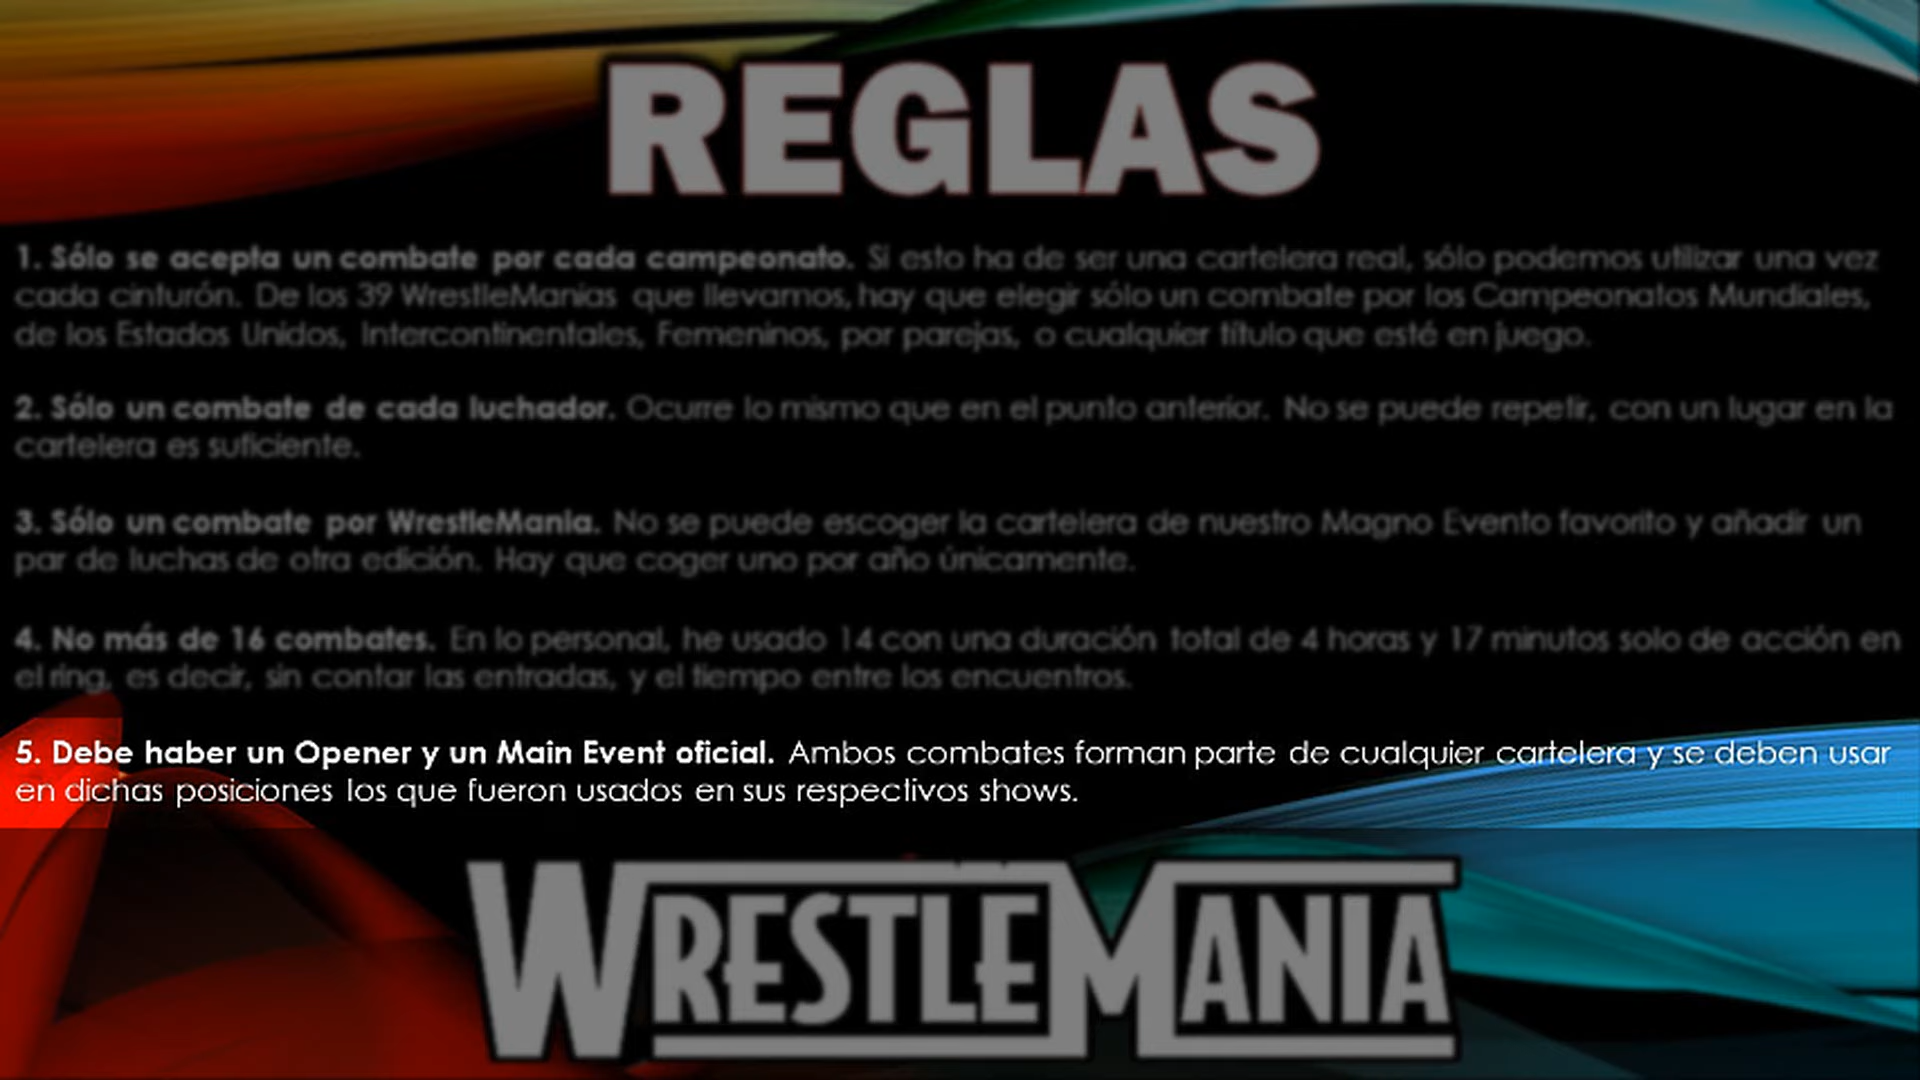 REGLAS
1. Sólo se acepta un combate por cada campeonato. Si esto ha de ser una cartelera real, sólo podemos utilizar una vez
cada cinturón. De los 39 WrestleManias que llevamos, hay que elegir sólo un combate por los Campeonatos Mundiales,
de los Estados Unidos, Intercontinentales, Femeninos, por parejas, o cualquier título que esté en juego.
2. Sólo un combate de cada luchador. Ocurre lo mismo que en el punto anterior. No se puede repetir, con un lugar en la
cartelera es suficiente.
3. Sólo un combate por WrestleMania. No se puede escoger la cartelera de nuestro Magno Evento favorito y añadir un
par de luchas de otra edición. Hay que coger uno por año únicamente.
4. No más de 16 combates. En lo personal, he usado 14 con una duración total de 4 horas y 17 minutos solo de acción en
el ring, es decir, sin contar las entradas, y el tiempo entre los encuentros.
5. Debe haber un Opener y un Main Event oficial. Ambos combates forman parte de cualquier cartelera y se deben usar
en dichas posiciones los que fueron usados en sus respectivos shows.
WRESTLEMANIA